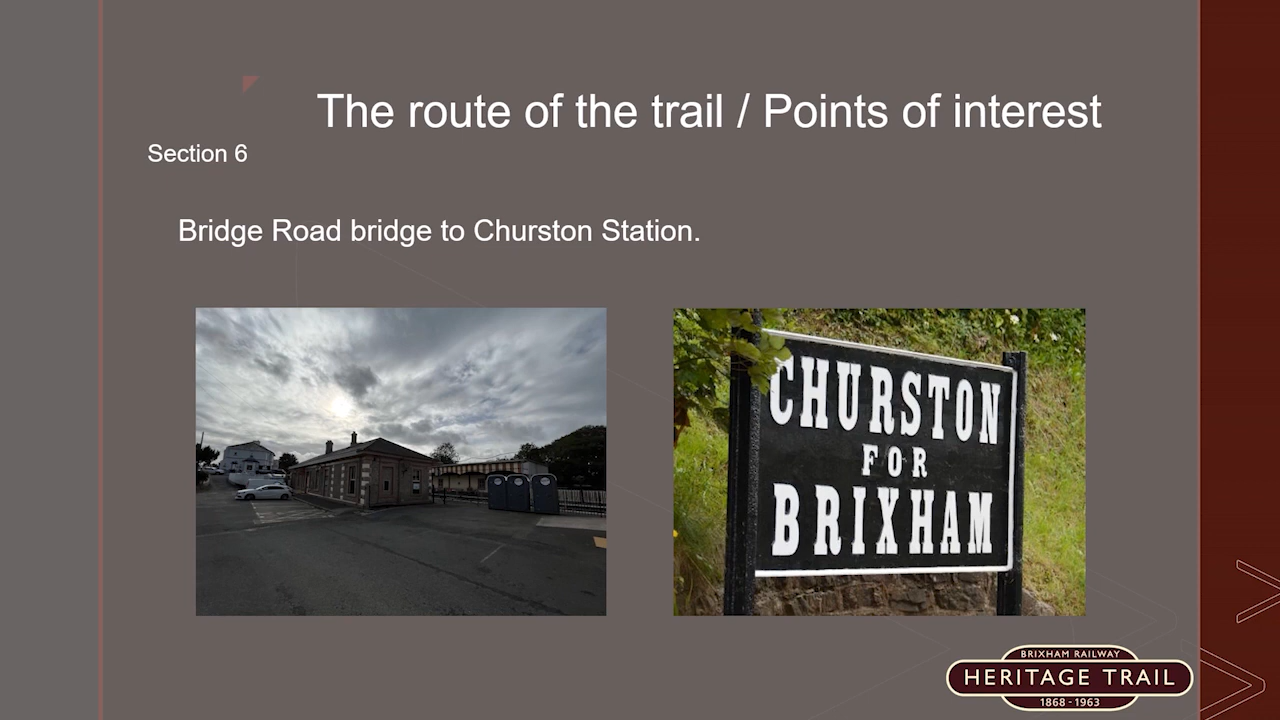 The route of the trail / Points of interest
Section 6
Bridge Road bridge to Churston Station.
CHURSTON
FOR
BRIXHAM
BRIXHAM RAILWAY
HERITAGE TRAIL
1868 - 1963